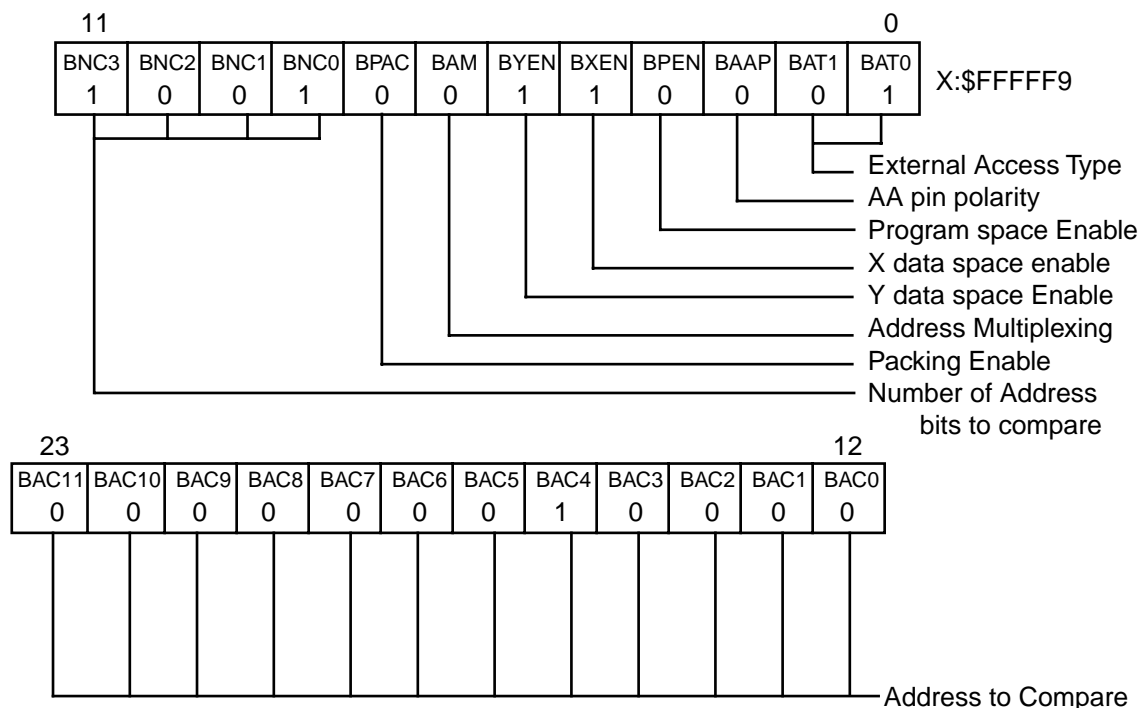 11 0
BNC3 BNC2 BNC1 BNC0 BPAC BAM BYEN BXEN BPEN BAAP BAT1 BAT0
1 0 0 1 0 0 1 1 0 0 0 1
X:$FFFFF9
External Access Type
AA pin polarity
Program space Enable
X data space enable
Y data space Enable
Address Multiplexing
Packing Enable
Number of Address
bits to compare
23 12
BAC11 BAC10 BAC9 BAC8 BAC7 BAC6 BAC5 BAC4 BAC3 BAC2 BAC1 BAC0
0 0 0 0 0 0 0 1 0 0 0 0
Address to Compare